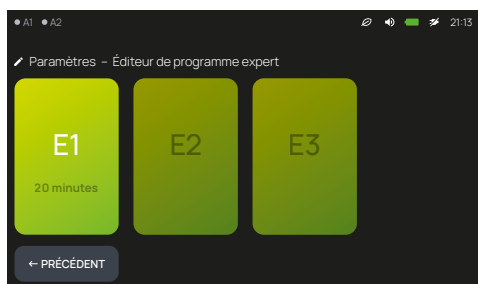 A1 A2 21:13
Paramètres – Éditeur de programme expert
E1 E2 E3
20 minutes
← PRÉCÉDENT